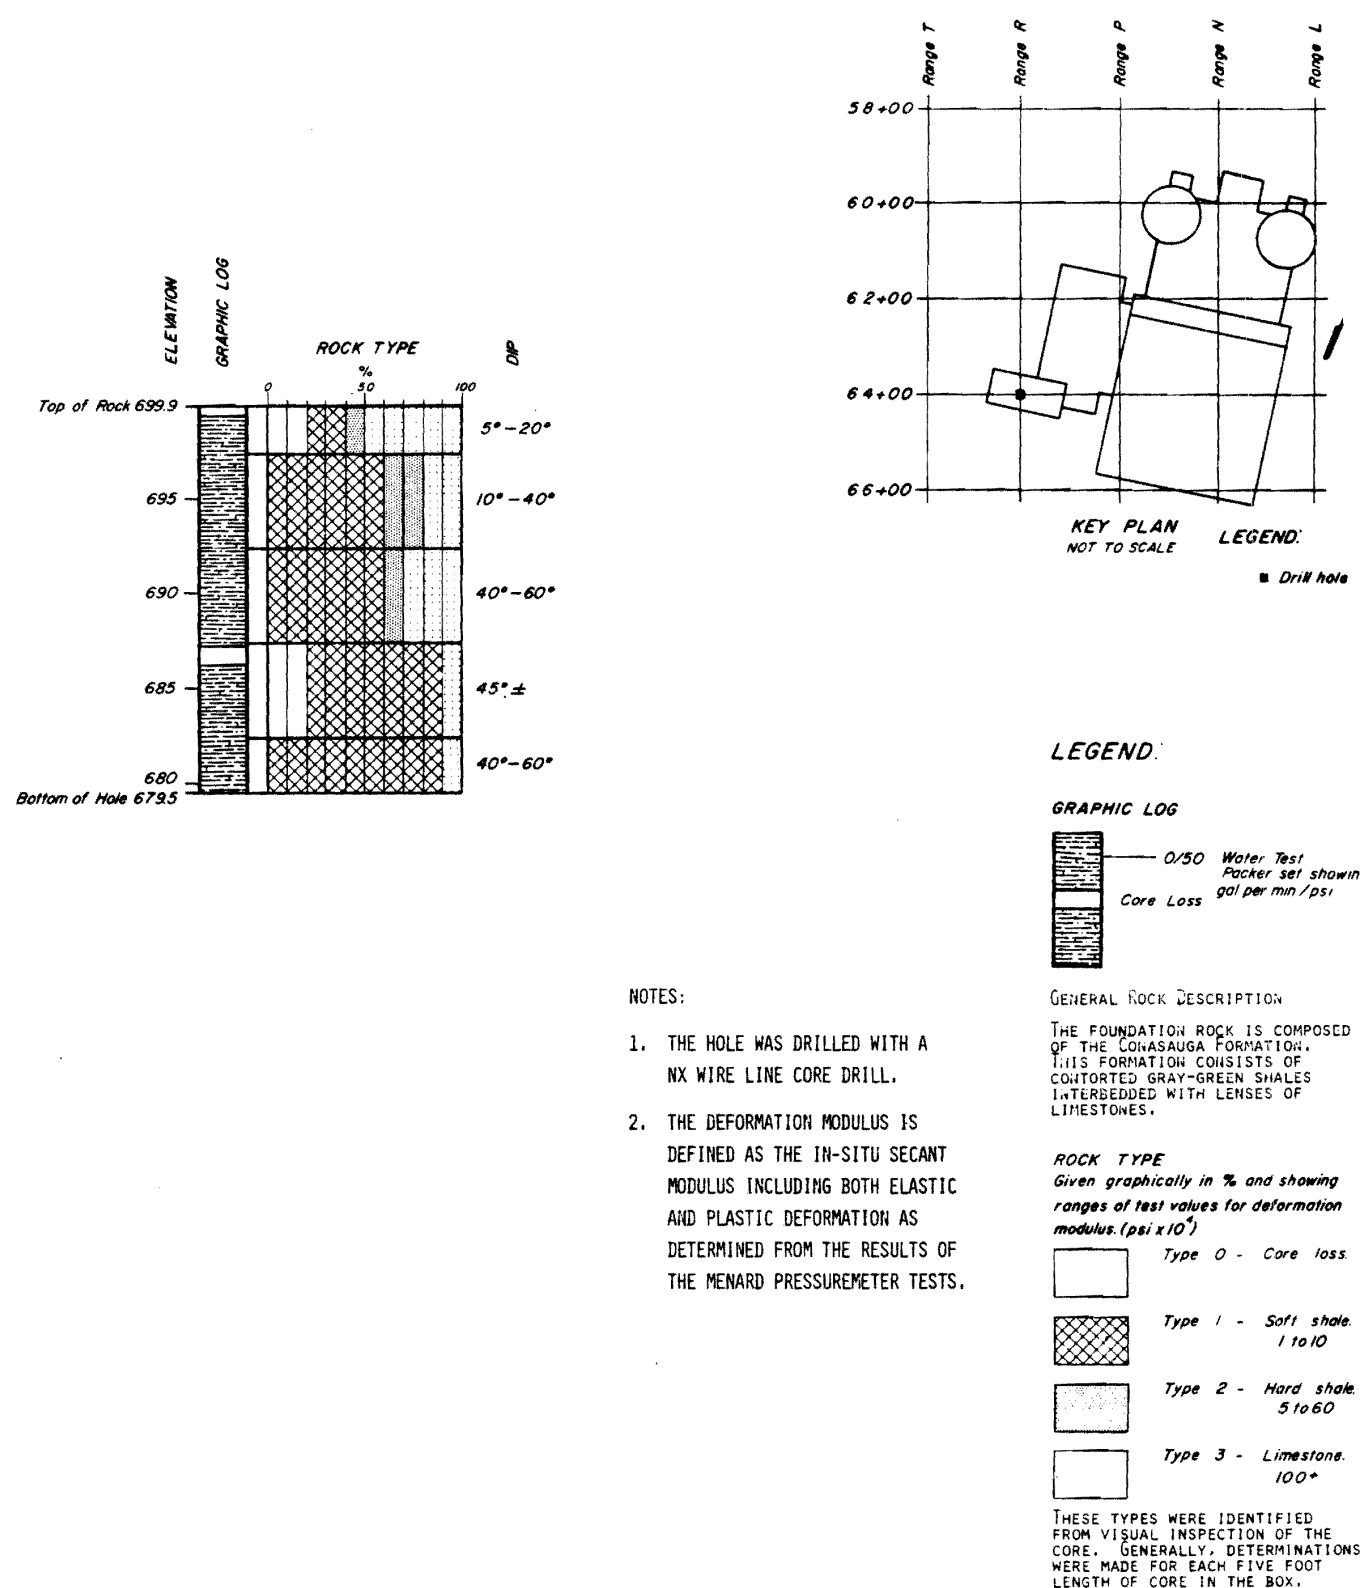 Range T
Range R
Range P
Range N
Range L
58+00
60+00
62+00
64+00
66+00
KEY PLAN
NOT TO SCALE
LEGEND:
Drill hole
ELEVATION
GRAPHIC LOG
ROCK TYPE
%
DIP
0 50 100
Top of Rock 699.9
5°-20°
695
10°-40°
690
40°-60°
685
45° ±
680
40°-60°
Bottom of Hole 679.5
LEGEND:
GRAPHIC LOG
0/50 Water Test
Packer set showin
gal per min/psi
Core Loss
GENERAL ROCK DESCRIPTION
THE FOUNDATION ROCK IS COMPOSED
OF THE CONASAUGA FORMATION.
THIS FORMATION CONSISTS OF
CONTORTED GRAY-GREEN SHALES
INTERBEDDED WITH LENSES OF
LIMESTONES.
ROCK TYPE
Given graphically in % and showing
ranges of test values for deformation
modulus. (psi x 10⁴)
Type 0 - Core loss.
Type 1 - Soft shale.
1 to 10
Type 2 - Hard shale.
5 to 60
Type 3 - Limestone.
100+
THESE TYPES WERE IDENTIFIED
FROM VISUAL INSPECTION OF THE
CORE. GENERALLY, DETERMINATIONS
WERE MADE FOR EACH FIVE FOOT
LENGTH OF CORE IN THE BOX.
NOTES:
1. THE HOLE WAS DRILLED WITH A
NX WIRE LINE CORE DRILL.
2. THE DEFORMATION MODULUS IS
DEFINED AS THE IN-SITU SECANT
MODULUS INCLUDING BOTH ELASTIC
AND PLASTIC DEFORMATION AS
DETERMINED FROM THE RESULTS OF
THE MENARD PRESSUREMETER TESTS.